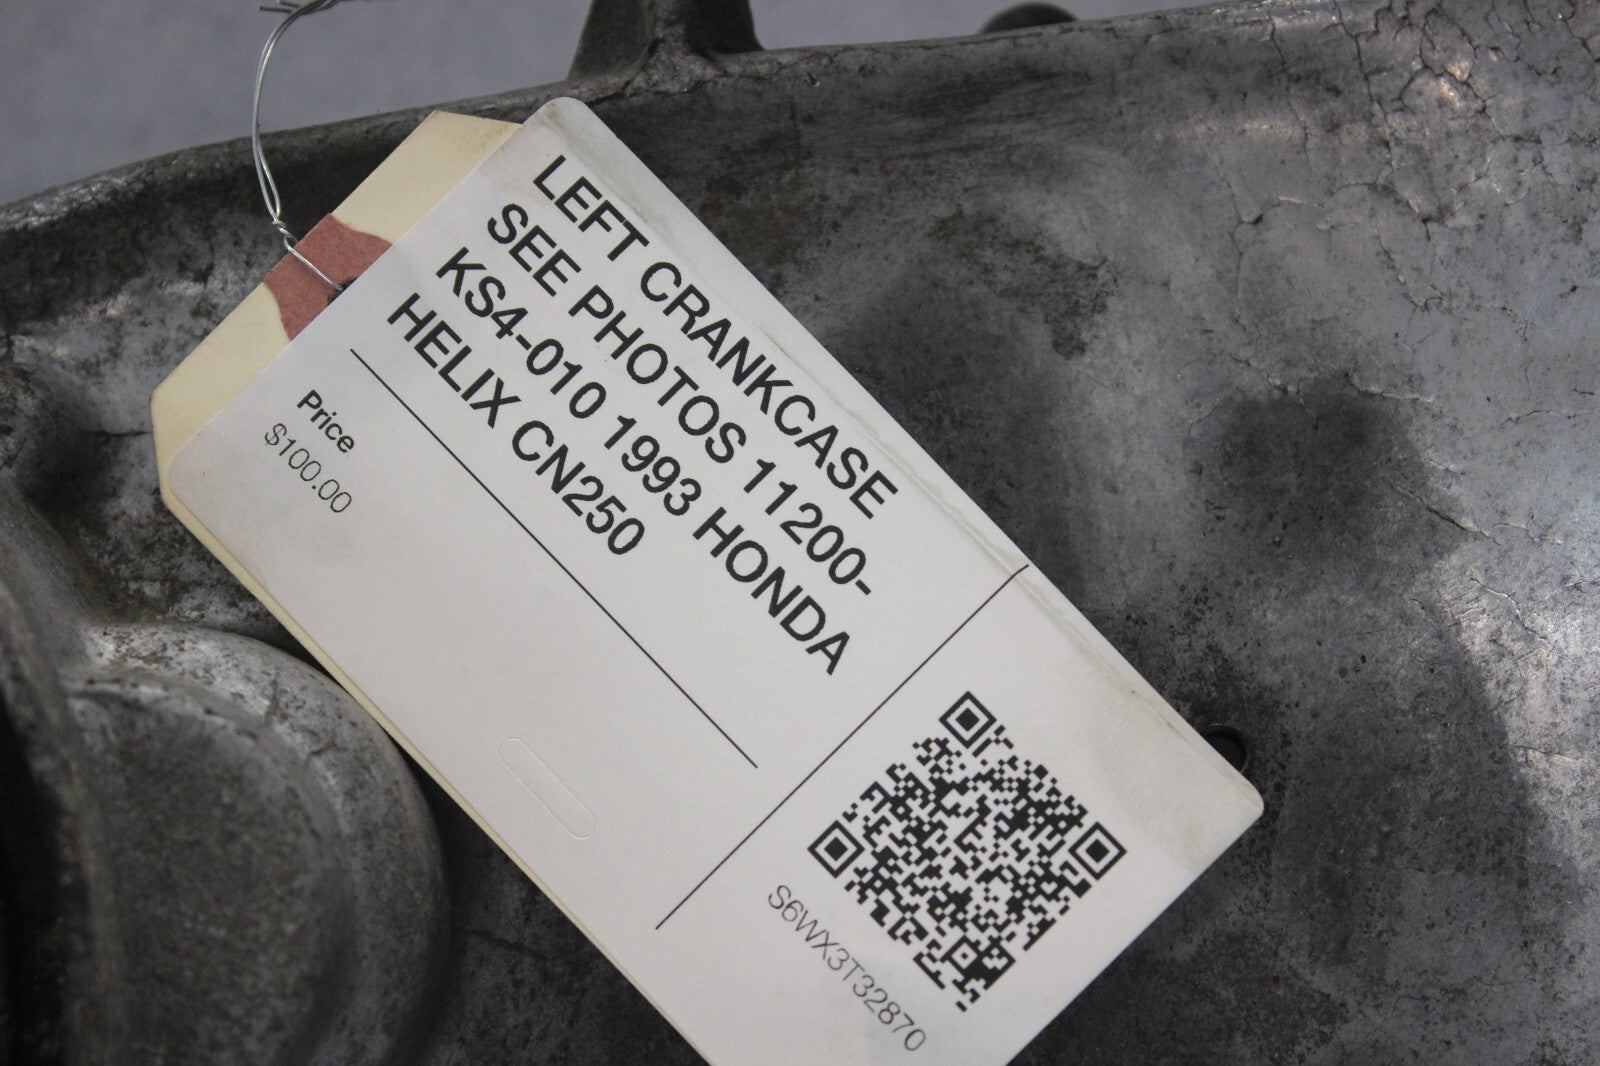 LEFT CRANKCASE
SEE PHOTOS 11200-
KS4-010 1993 HONDA
HELIX CN250
Price
$100.00
S6WX3T32870